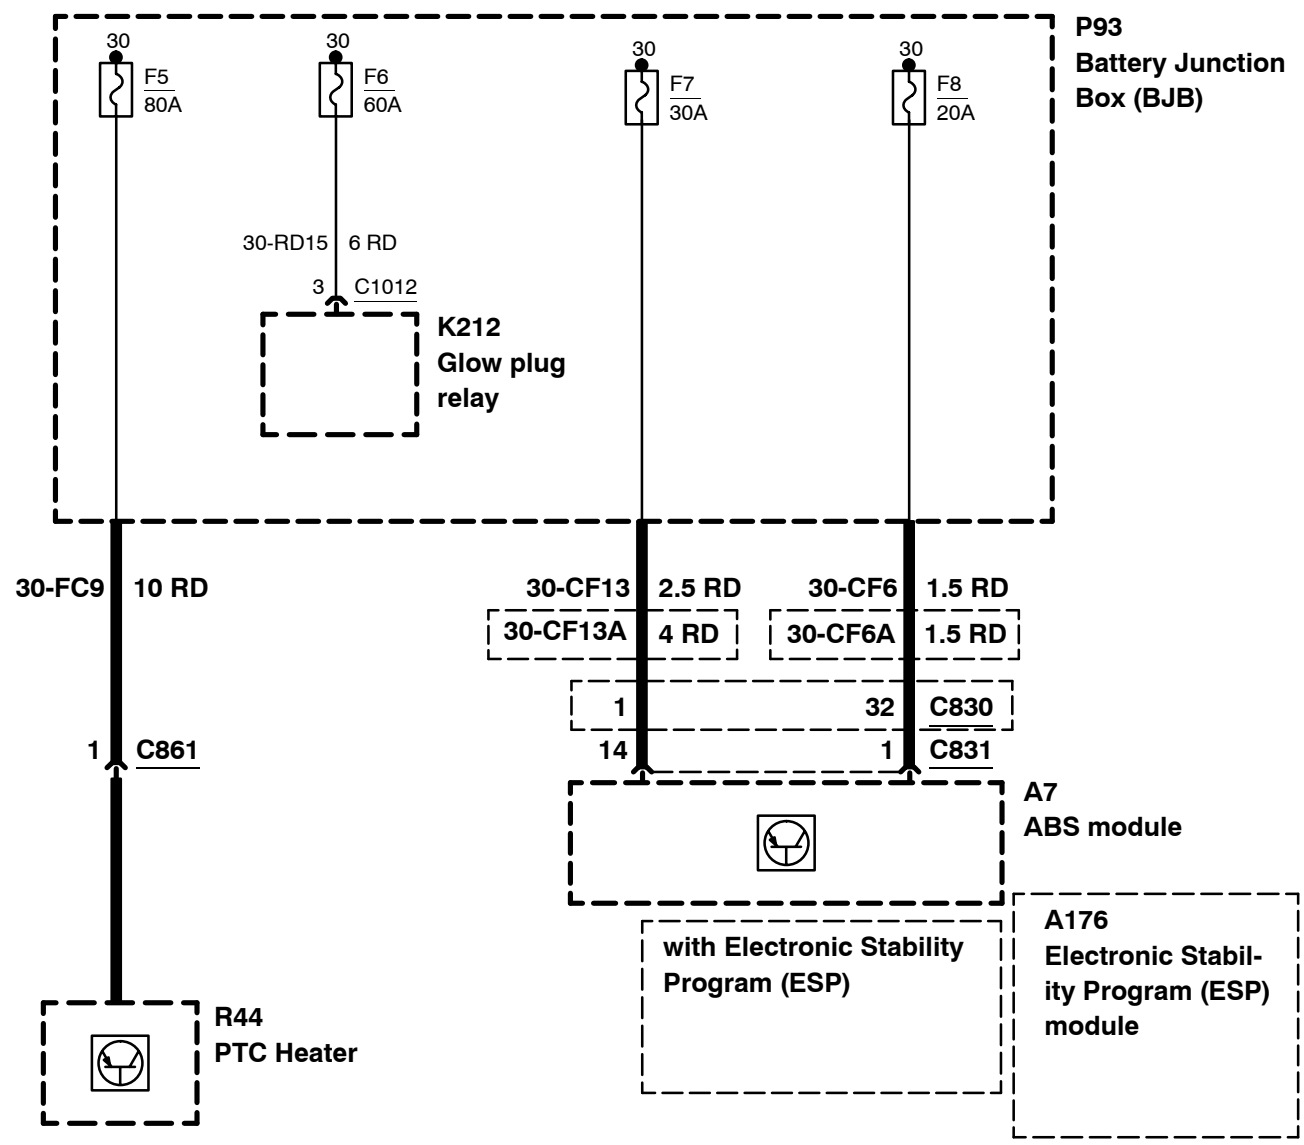 P93
Battery Junction
Box (BJB)
30
F5
80A
30
F6
60A
30
F7
30A
30
F8
20A
30-RD15 6 RD
3 C1012
K212
Glow plug
relay
30-FC9 10 RD
30-CF13 2.5 RD
30-CF6 1.5 RD
30-CF13A 4 RD
30-CF6A 1.5 RD
1 32 C830
14 1 C831
1 C861
A7
ABS module
with Electronic Stability
Program (ESP)
A176
Electronic Stabil-
ity Program (ESP)
module
R44
PTC Heater